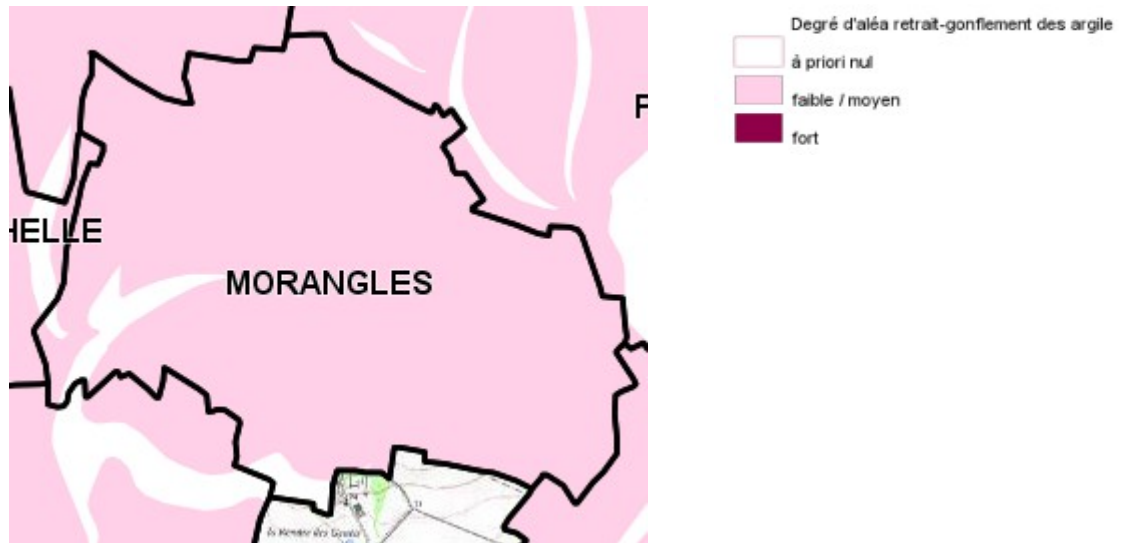 Degré d'aléa retrait-gonflement des argile
à priori nul
faible / moyen
fort
HELLE
MORANGLES